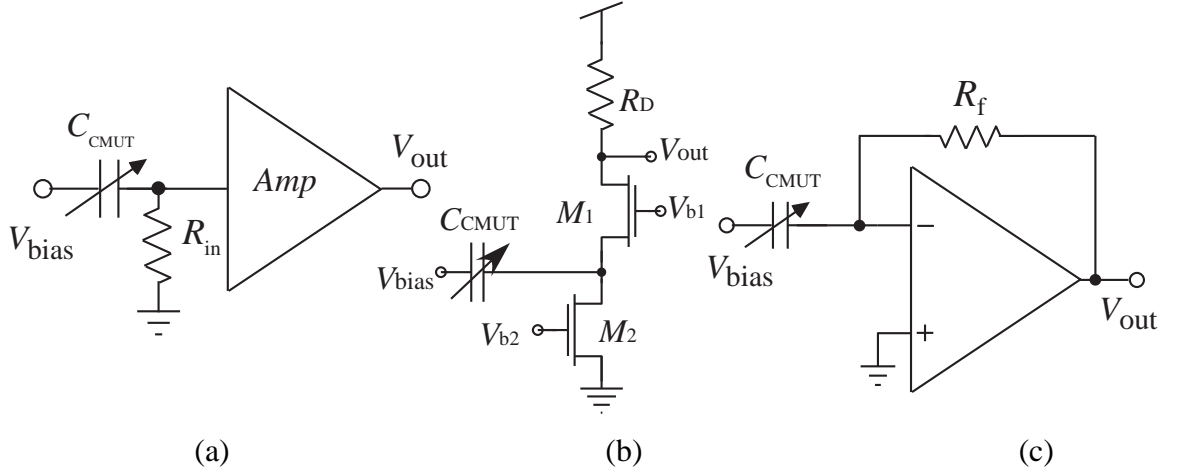 C_CMUT
V_bias
R_in
Amp
V_out
(a)
R_D
V_out
M_1
V_b1
C_CMUT
V_bias
V_b2
M_2
(b)
R_f
C_CMUT
V_bias
−
+
V_out
(c)